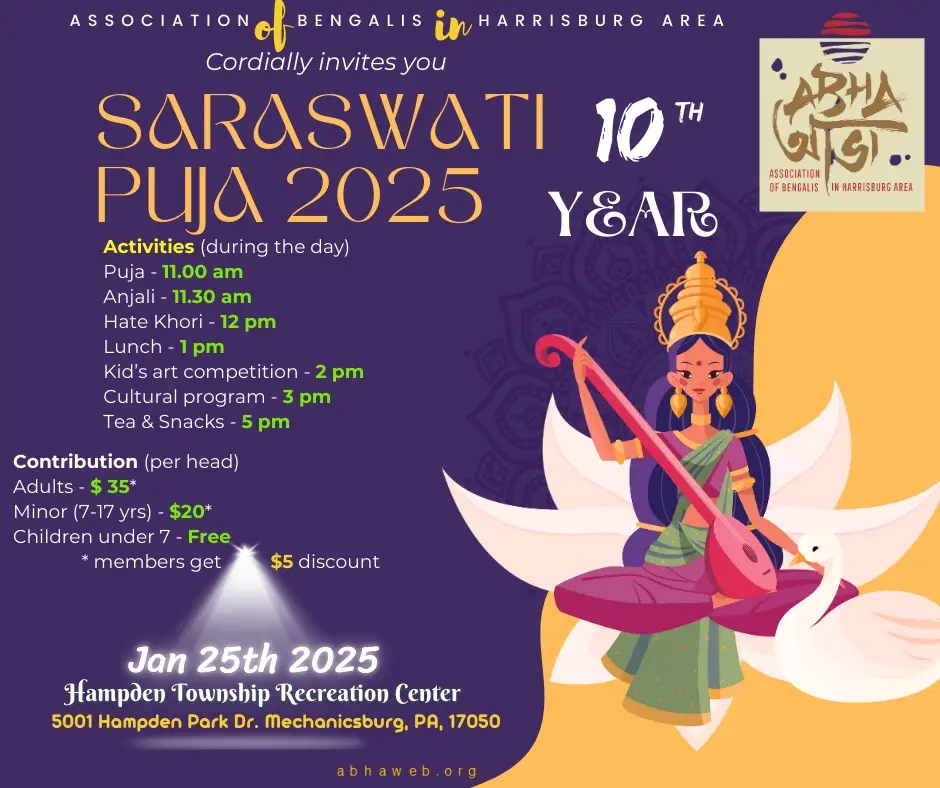 ASSOCIATION of BENGALIS in HARRISBURG AREA
Cordially invites you
SARASWATI
PUJA 2025
10TH
YEAR
ABHA
আভা
ASSOCIATION
OF BENGALIS IN HARRISBURG AREA
Activities (during the day)
Puja - 11.00 am
Anjali - 11.30 am
Hate Khori - 12 pm
Lunch - 1 pm
Kid’s art competition - 2 pm
Cultural program - 3 pm
Tea & Snacks - 5 pm
Contribution (per head)
Adults - $ 35*
Minor (7-17 yrs) - $20*
Children under 7 - Free
* members get $5 discount
Jan 25th 2025
Hampden Township Recreation Center
5001 Hampden Park Dr. Mechanicsburg, PA, 17050
abhaweb.org